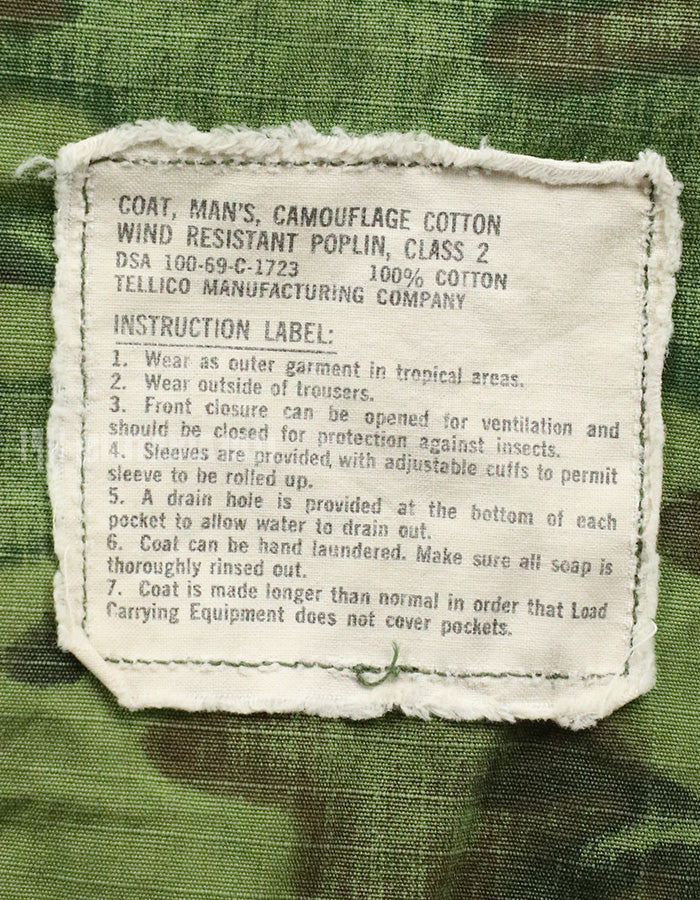 COAT, MAN'S, CAMOUFLAGE COTTON
WIND RESISTANT POPLIN, CLASS 2
DSA 100-69-C-1723 100% COTTON
TELLICO MANUFACTURING COMPANY
INSTRUCTION LABEL:
1. Wear as outer garment in tropical areas.
2. Wear outside of trousers.
3. Front closure can be opened for ventilation and
should be closed for protection against insects.
4. Sleeves are provided, with adjustable cuffs to permit
sleeve to be rolled up.
5. A drain hole is provided at the bottom of each
pocket to allow water to drain out.
6. Coat can be hand laundered. Make sure all soap is
thoroughly rinsed out.
7. Coat is made longer than normal in order that Load
Carrying Equipment does not cover pockets.